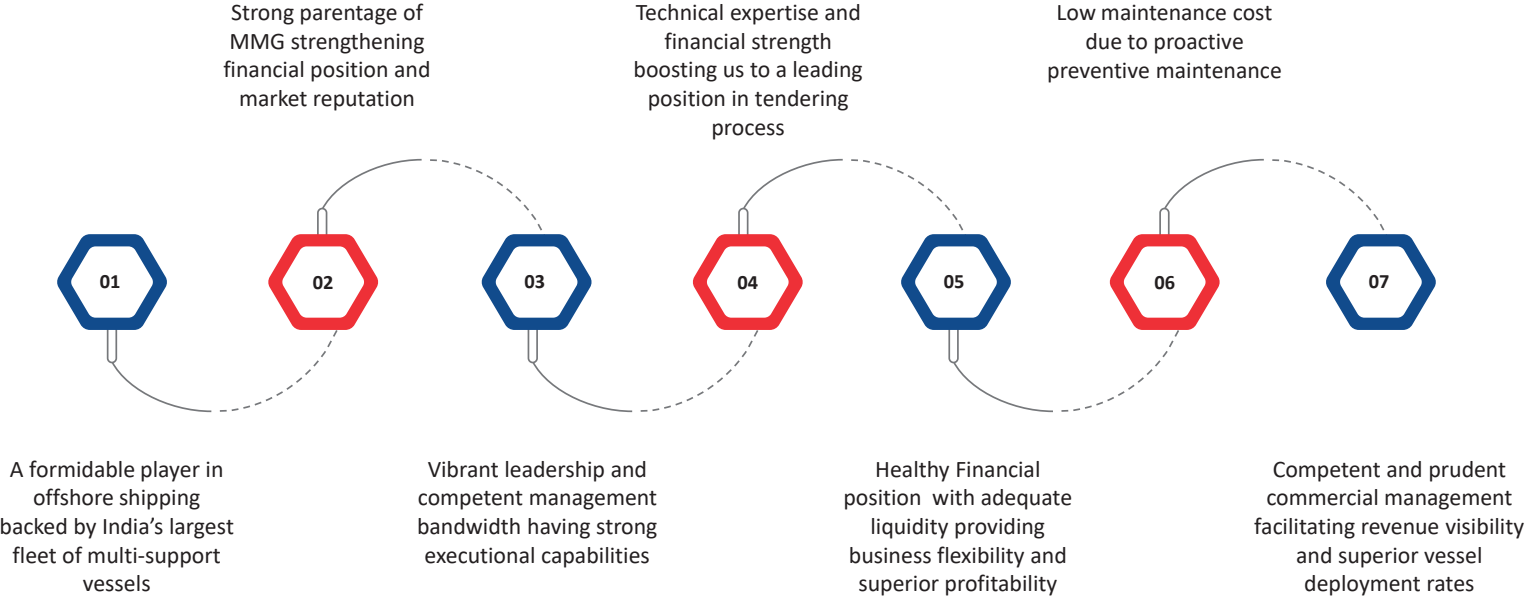 Strong parentage of
MMG strengthening
financial position and
market reputation
Technical expertise and
financial strength
boosting us to a leading
position in tendering
process
Low maintenance cost
due to proactive
preventive maintenance
01
02
03
04
05
06
07
A formidable player in
offshore shipping
backed by India’s largest
fleet of multi-support
vessels
Vibrant leadership and
competent management
bandwidth having strong
executional capabilities
Healthy Financial
position with adequate
liquidity providing
business flexibility and
superior profitability
Competent and prudent
commercial management
facilitating revenue visibility
and superior vessel
deployment rates